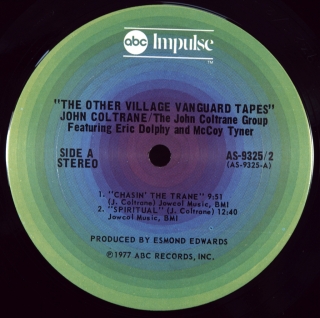 abc Impulse
TM
"THE OTHER VILLAGE VANGUARD TAPES"
JOHN COLTRANE/The John Coltrane Group
Featuring Eric Dolphy and McCoy Tyner
SIDE A
STEREO
AS-9325/2
(AS-9325-A)
1. "CHASIN' THE TRANE" 9:51
(J. Coltrane) Jowcol Music, BMI
2. "SPIRITUAL" (J. Coltrane) 12:40
Jowcol Music, BMI
PRODUCED BY ESMOND EDWARDS
Ⓟ1977 ABC RECORDS, INC.